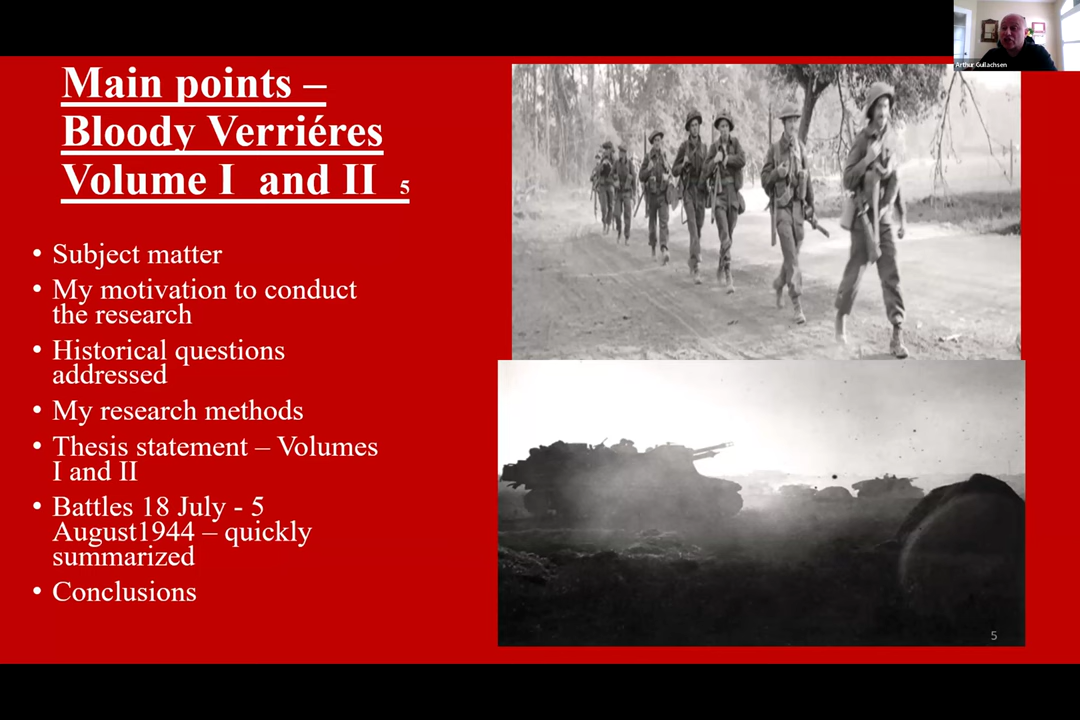 Arthur Gullachsen
Main points –
Bloody Verriéres
Volume I and II 5
• Subject matter
• My motivation to conduct
the research
• Historical questions
addressed
• My research methods
• Thesis statement – Volumes
I and II
• Battles 18 July - 5
August1944 – quickly
summarized
• Conclusions
5